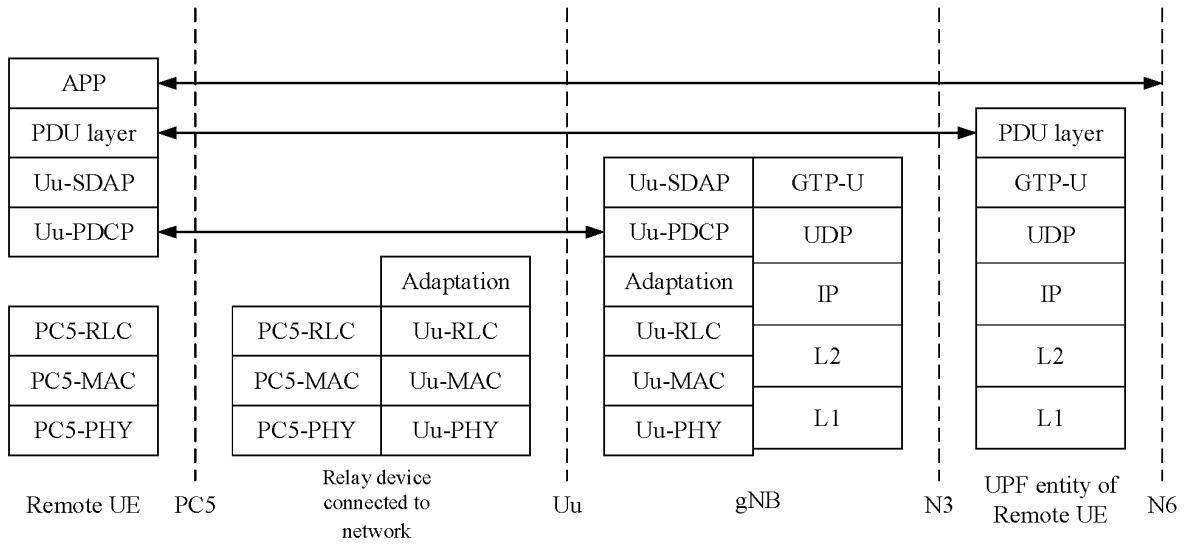 APP
PDU layer
Uu-SDAP
Uu-PDCP
PC5-RLC
PC5-MAC
PC5-PHY
Remote UE
PC5
PC5-RLC
PC5-MAC
PC5-PHY
Adaptation
Uu-RLC
Uu-MAC
Uu-PHY
Relay device
connected to
network
Uu
Uu-SDAP
Uu-PDCP
Adaptation
Uu-RLC
Uu-MAC
Uu-PHY
GTP-U
UDP
IP
L2
L1
gNB
N3
PDU layer
GTP-U
UDP
IP
L2
L1
UPF entity of
Remote UE
N6